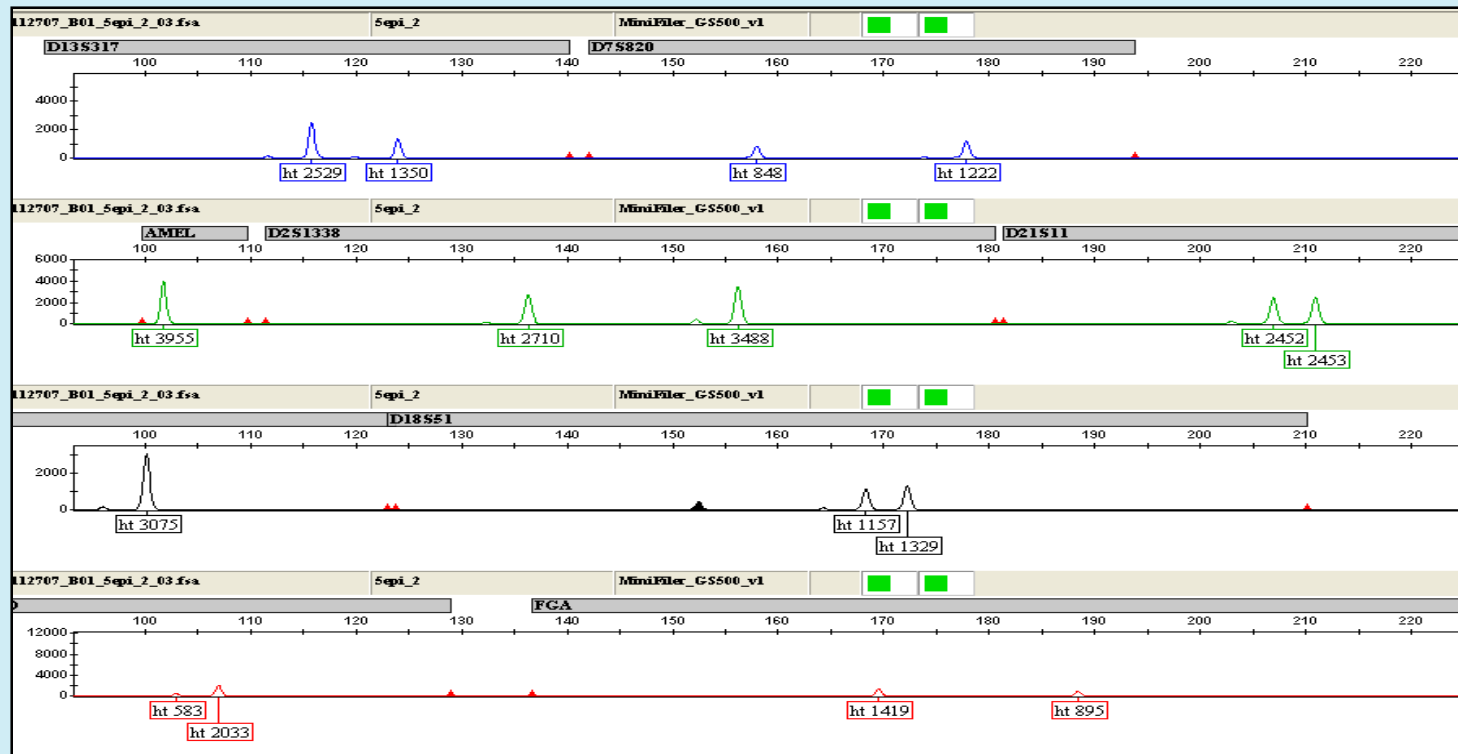 112707_B01_5epi_2_03.fsa 5epi_2 MiniFiler_GS500_v1
D13S317 D7S820
100 110 120 130 140 150 160 170 180 190 200 210 220
4000
2000
0
ht 2529 ht 1350 ht 848 ht 1222
112707_B01_5epi_2_03.fsa 5epi_2 MiniFiler_GS500_v1
AMEL D2S1338 D21S11
100 110 120 130 140 150 160 170 180 190 200 210 220
6000
4000
2000
0
ht 3955 ht 2710 ht 3488 ht 2452
ht 2453
112707_B01_5epi_2_03.fsa 5epi_2 MiniFiler_GS500_v1
D18S51
100 110 120 130 140 150 160 170 180 190 200 210 220
2000
0
ht 3075 ht 1157
ht 1329
112707_B01_5epi_2_03.fsa 5epi_2 MiniFiler_GS500_v1
FGA
100 110 120 130 140 150 160 170 180 190 200 210 220
12000
8000
4000
0
ht 583 ht 1419 ht 895
ht 2033